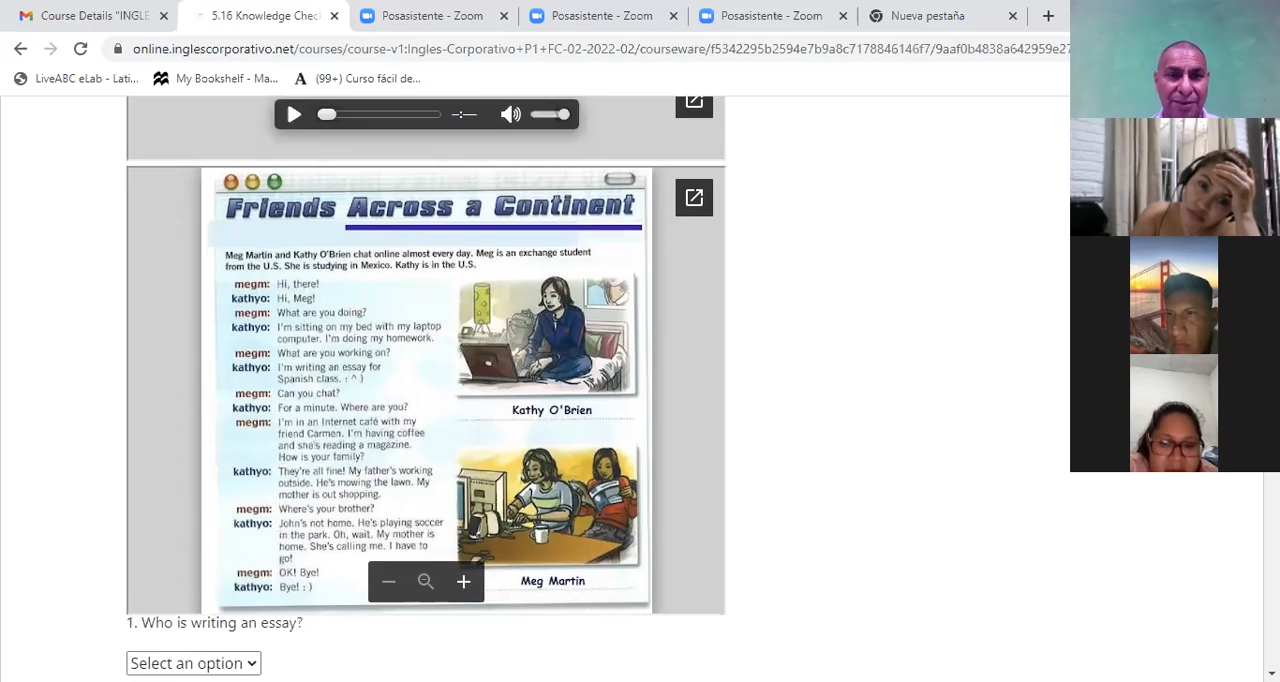 Course Details "INGLE
5.16 Knowledge Chec
Posasistente - Zoom
Posasistente - Zoom
Posasistente - Zoom
Nueva pestaña
online.inglescorporativo.net/courses/course-v1:Ingles-Corporativo+P1+FC-02-2022-02/courseware/f5342295b2594e7b9a8c7178846146f7/9aaf0b4838a642959e27
LiveABC eLab - Lati...
My Bookshelf - Ma...
(99+) Curso fácil de...
Friends Across a Continent
Meg Martin and Kathy O'Brien chat online almost every day. Meg is an exchange student
from the U.S. She is studying in Mexico. Kathy is in the U.S.
megm: Hi, there!
kathyo: Hi, Meg!
megm: What are you doing?
kathyo: I'm sitting on my bed with my laptop
computer. I'm doing my homework.
megm: What are you working on?
kathyo: I'm writing an essay for
Spanish class. : ^ )
megm: Can you chat?
kathyo: For a minute. Where are you?
megm: I'm in an Internet café with my
friend Carmen. I'm having coffee
and she's reading a magazine.
How is your family?
kathyo: They're all fine! My father's working
outside. He's mowing the lawn. My
mother is out shopping.
megm: Where's your brother?
kathyo: John's not home. He's playing soccer
in the park. Oh, wait. My mother is
home. She's calling me. I have to
go!
megm: OK! Bye!
kathyo: Bye! : )
Kathy O'Brien
Meg Martin
1. Who is writing an essay?
Select an option